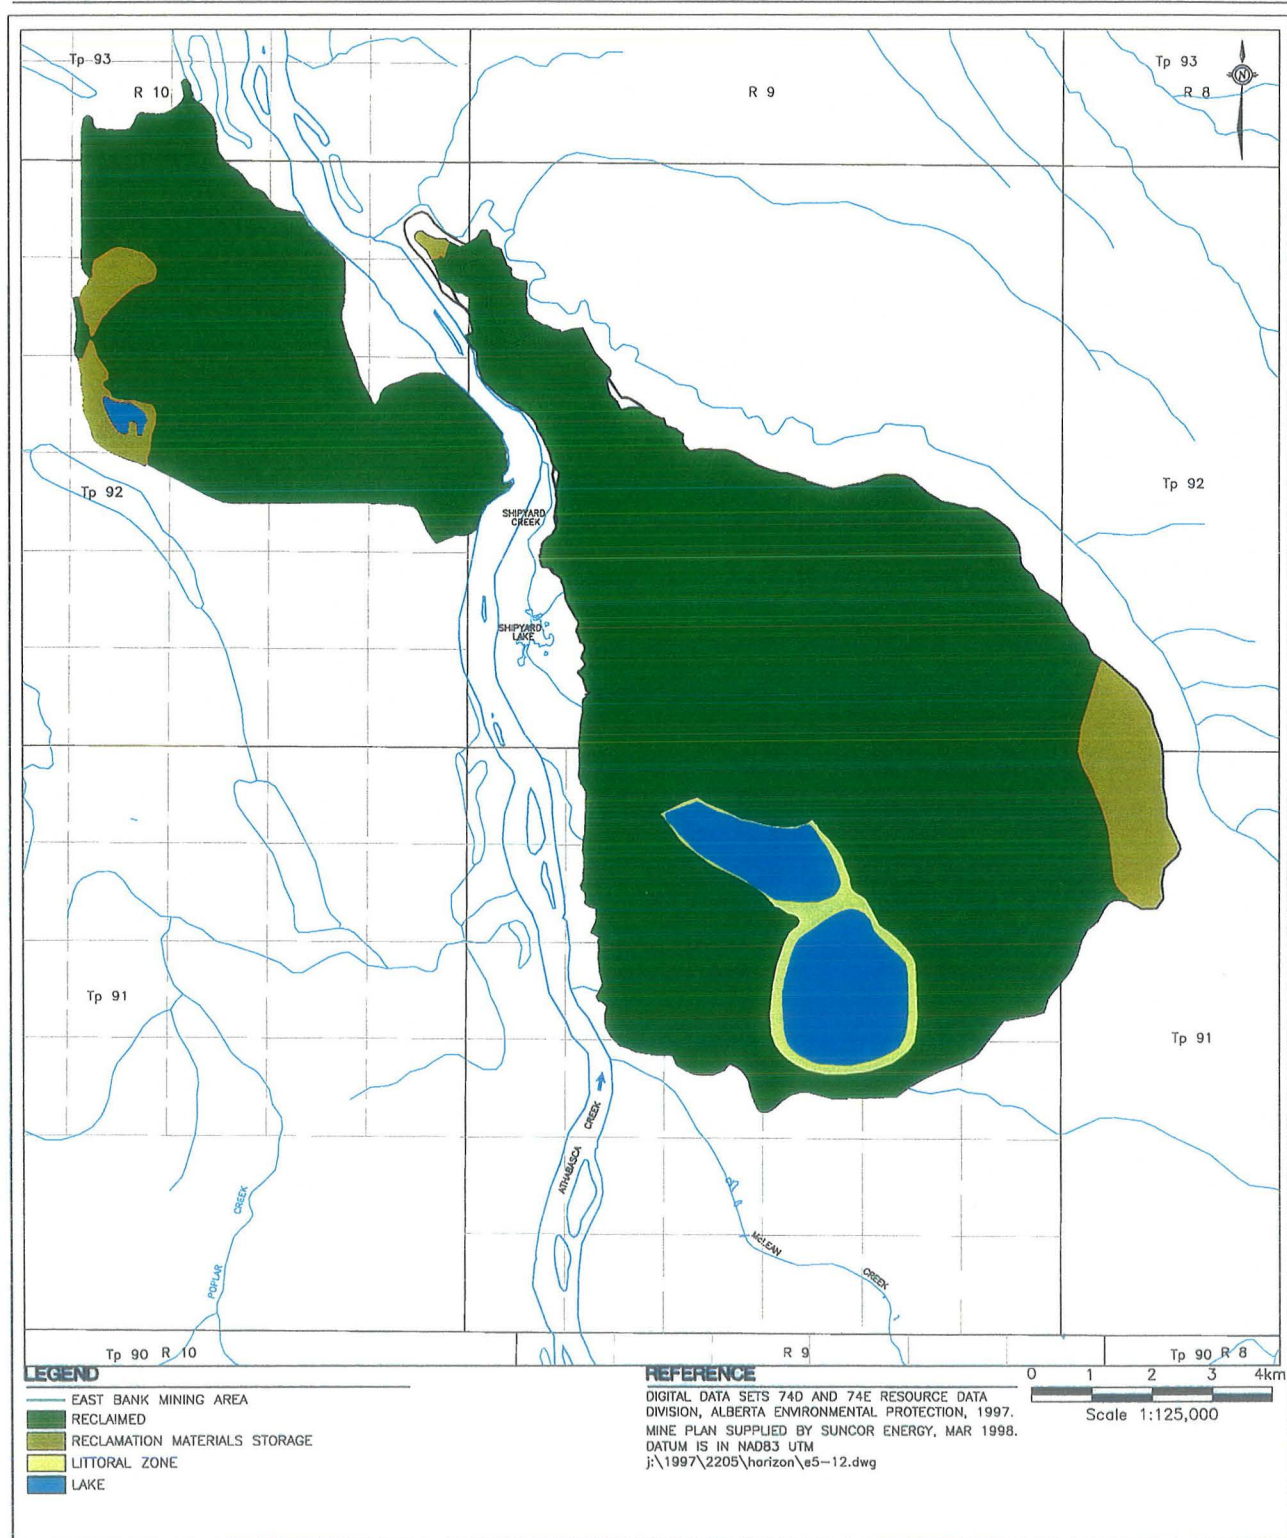 Tp 93
R 10
R 9
Tp 93
R 8
N
Tp 92
SHIPYARD
CREEK
Tp 92
SHIPYARD
LAKE
Tp 91
Tp 91
ATHABASCA CREEK
POPLAR CREEK
McLEAN CREEK
Tp 90 R 10
R 9
Tp 90 R 8
LEGEND
EAST BANK MINING AREA
RECLAIMED
RECLAMATION MATERIALS STORAGE
LITTORAL ZONE
LAKE
REFERENCE
DIGITAL DATA SETS 74D AND 74E RESOURCE DATA
DIVISION, ALBERTA ENVIRONMENTAL PROTECTION, 1997.
MINE PLAN SUPPLIED BY SUNCOR ENERGY, MAR 1998.
DATUM IS IN NAD83 UTM
j:\1997\2205\horizon\e5-12.dwg
0 1 2 3 4km
Scale 1:125,000